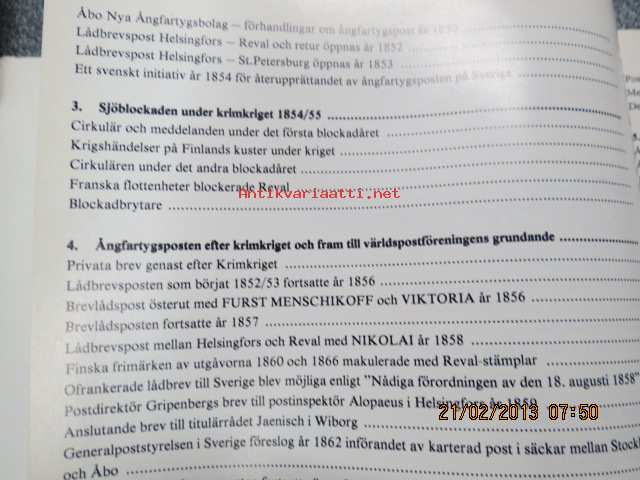 Åbo Nya Ångfartygsbolag – förhandlingar om ångfartygspost år 1850
Lådbrevspost Helsingfors – Reval och retur öppnas år 1852
Lådbrevspost Helsingfors – St.Petersburg öppnas år 1853
Ett svenskt initiativ år 1854 för återupprättandet av ångfartygsposten på Sverige
3. Sjöblockaden under krimkriget 1854/55
Cirkulär och meddelanden under det första blockadåret
Krigshändelser på Finlands kuster under kriget
Cirkulären under det andra blockadåret
Franska flottenheter blockerade Reval
Antikvariaatti.net
Blockadbrytare
4. Ångfartygsposten efter krimkriget och fram till världspostföreningens grundande
Privata brev genast efter Krimkriget
Lådbrevsposten som börjat 1852/53 fortsatte år 1856
Brevlådspost österut med FURST MENSCHIKOFF och VIKTORIA år 1856
Brevlådsposten fortsatte år 1857
Lådbrevspost mellan Helsingfors och Reval med NIKOLAI år 1858
Finska frimärken av utgåvorna 1860 och 1866 makulerade med Reval-stämplar
Ofrankerade lådbrev till Sverige blev möjliga enligt ”Nådiga förordningen av den 18. augusti 1858”
Postdirektör Gripenbergs brev till postinspektör Alopaeus i Helsingfors år 1859
21/02/2013 07:50
Anslutande brev till titulärrådet Jaenisch i Wiborg
Generalpoststyrelsen i Sverige föreslog år 1862 införandet av karterad post i säckar mellan Stockh
och Åbo